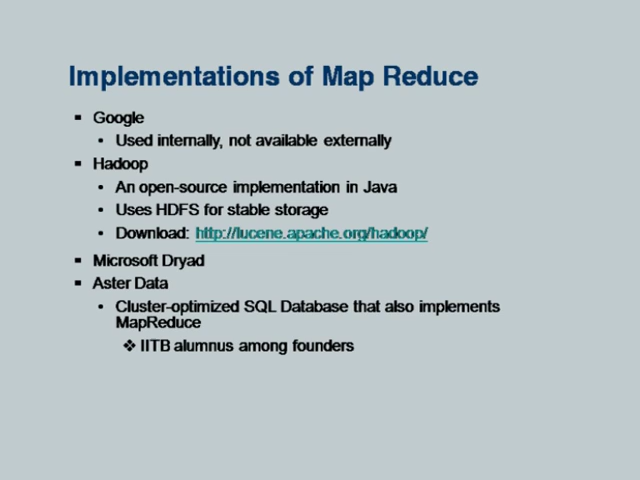 Implementations of Map Reduce
▪ Google
• Used internally, not available externally
▪ Hadoop
• An open-source implementation in Java
• Uses HDFS for stable storage
• Download: http://lucene.apache.org/hadoop/
▪ Microsoft Dryad
▪ Aster Data
• Cluster-optimized SQL Database that also implements
MapReduce
❖ IITB alumnus among founders